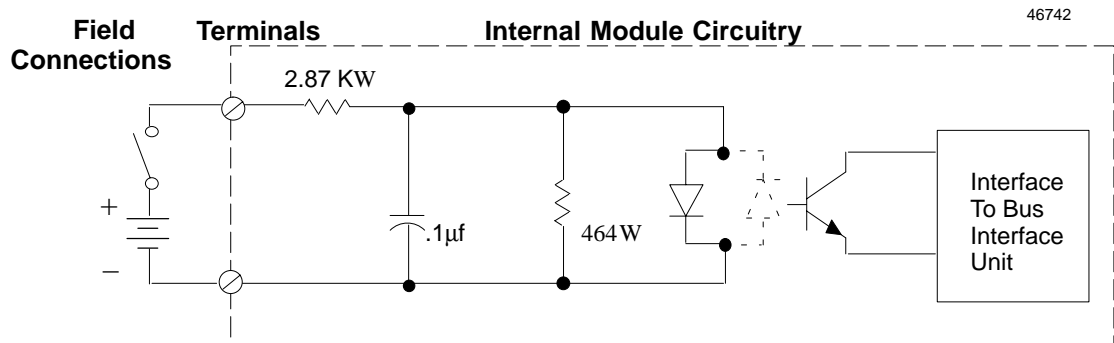 46742
Field Connections
Terminals
Internal Module Circuitry
2.87 KW
+
−
.1μf
464W
Interface
To Bus
Interface
Unit